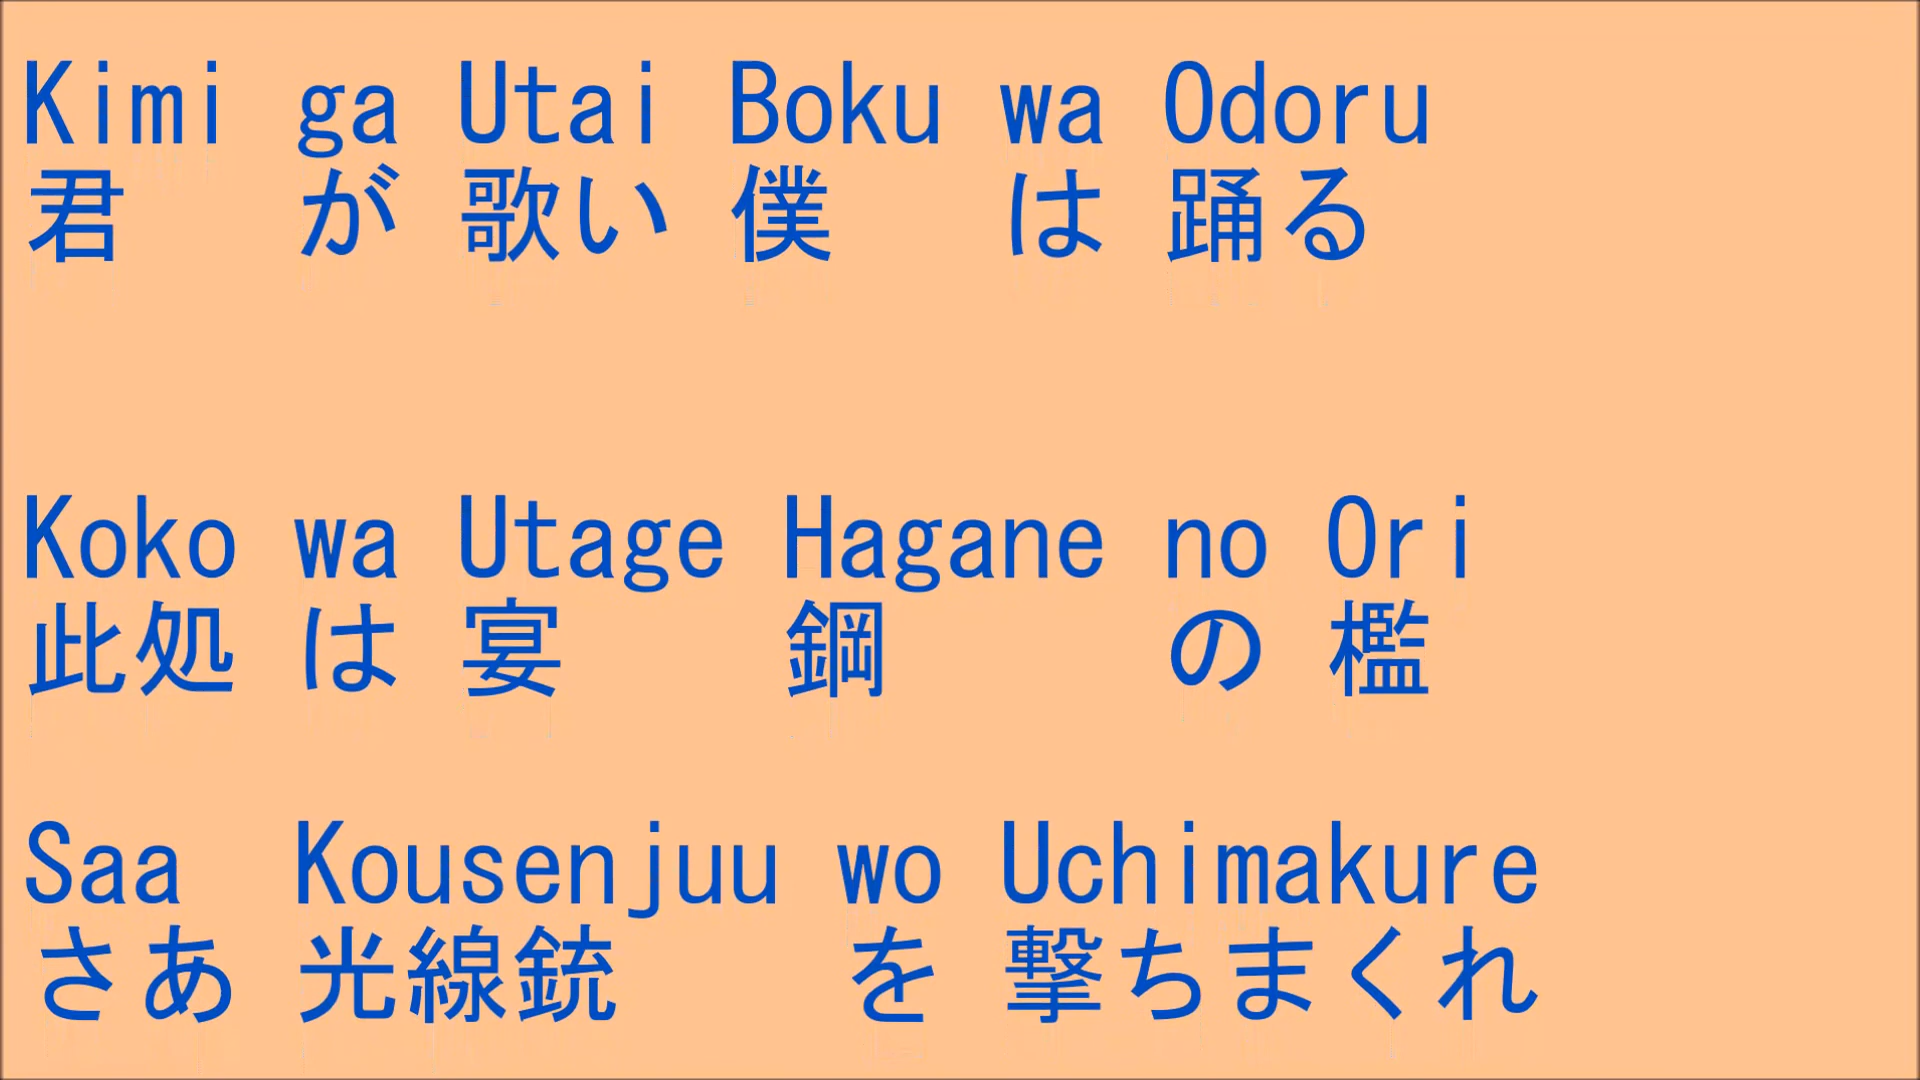 Kimi ga Utai Boku wa Odoru
君 が 歌い 僕 は 踊る
Koko wa Utage Hagane no Ori
此処 は 宴 鋼 の 檻
Saa Kousenjuu wo Uchimakure
さあ 光線銃 を 撃ちまくれ